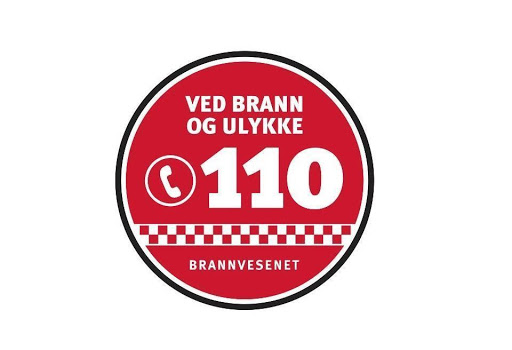 VED BRANN
OG ULYKKE
110
BRANNVESENET